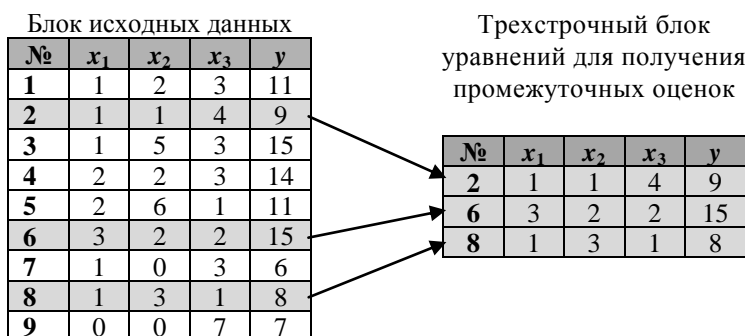 Блок исходных данных
№ x₁ x₂ x₃ y
1 1 2 3 11
2 1 1 4 9
3 1 5 3 15
4 2 2 3 14
5 2 6 1 11
6 3 2 2 15
7 1 0 3 6
8 1 3 1 8
9 0 0 7 7
Трехстрочный блок
уравнений для получения
промежуточных оценок
№ x₁ x₂ x₃ y
2 1 1 4 9
6 3 2 2 15
8 1 3 1 8